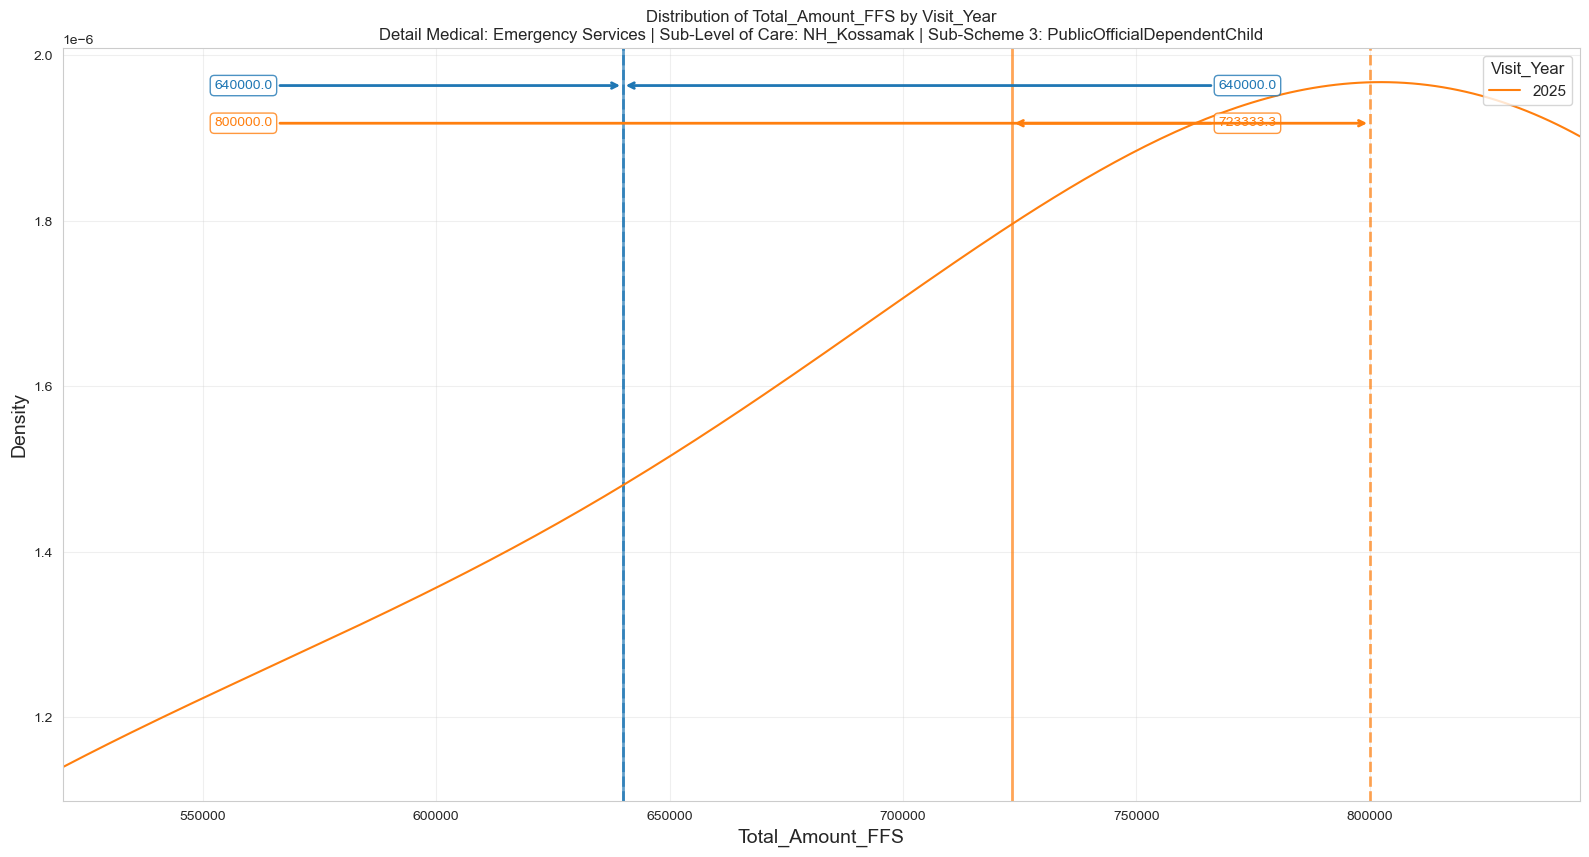 Distribution of Total_Amount_FFS by Visit_Year
Detail Medical: Emergency Services | Sub-Level of Care: NH_Kossamak | Sub-Scheme 3: PublicOfficialDependentChild
1e−6
2.0
1.8
1.6
1.4
1.2
Density
640000.0
640000.0
800000.0
723333.3
Visit_Year
2025
550000
600000
650000
700000
750000
800000
Total_Amount_FFS